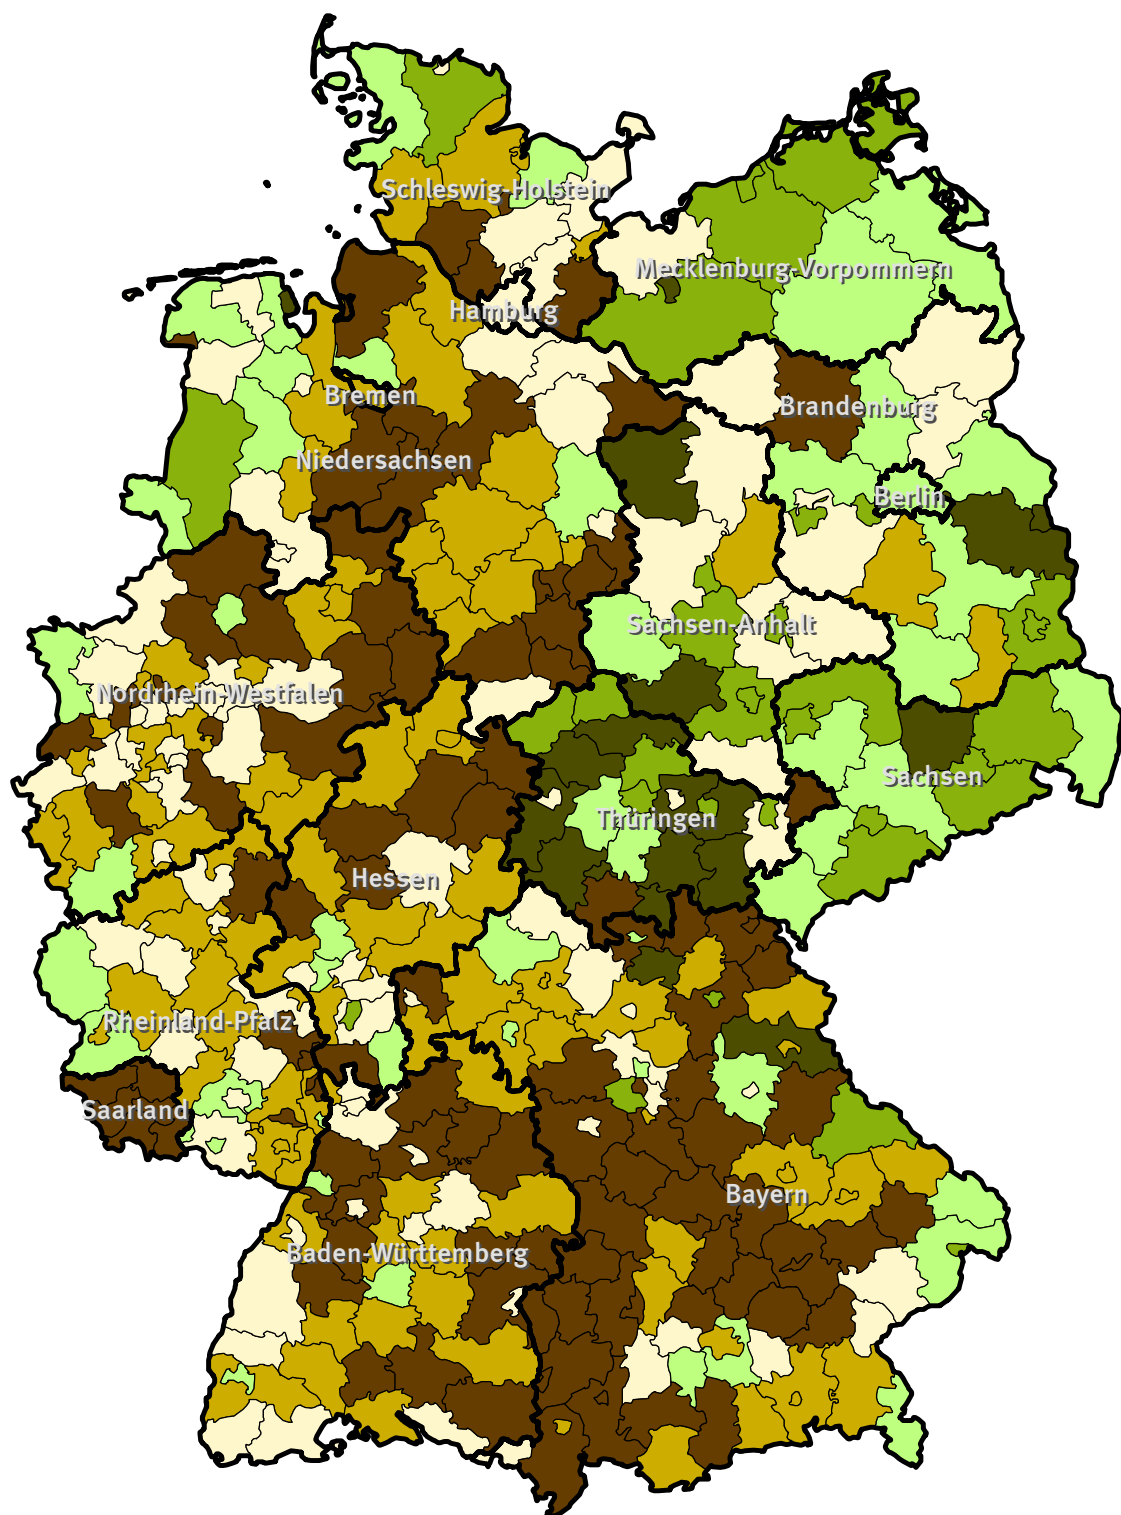 Schleswig-Holstein
Mecklenburg-Vorpommern
Hamburg
Bremen
Brandenburg
Niedersachsen
Berlin
Sachsen-Anhalt
Nordrhein-Westfalen
Sachsen
Thüringen
Hessen
Rheinland-Pfalz
Saarland
Bayern
Baden-Württemberg